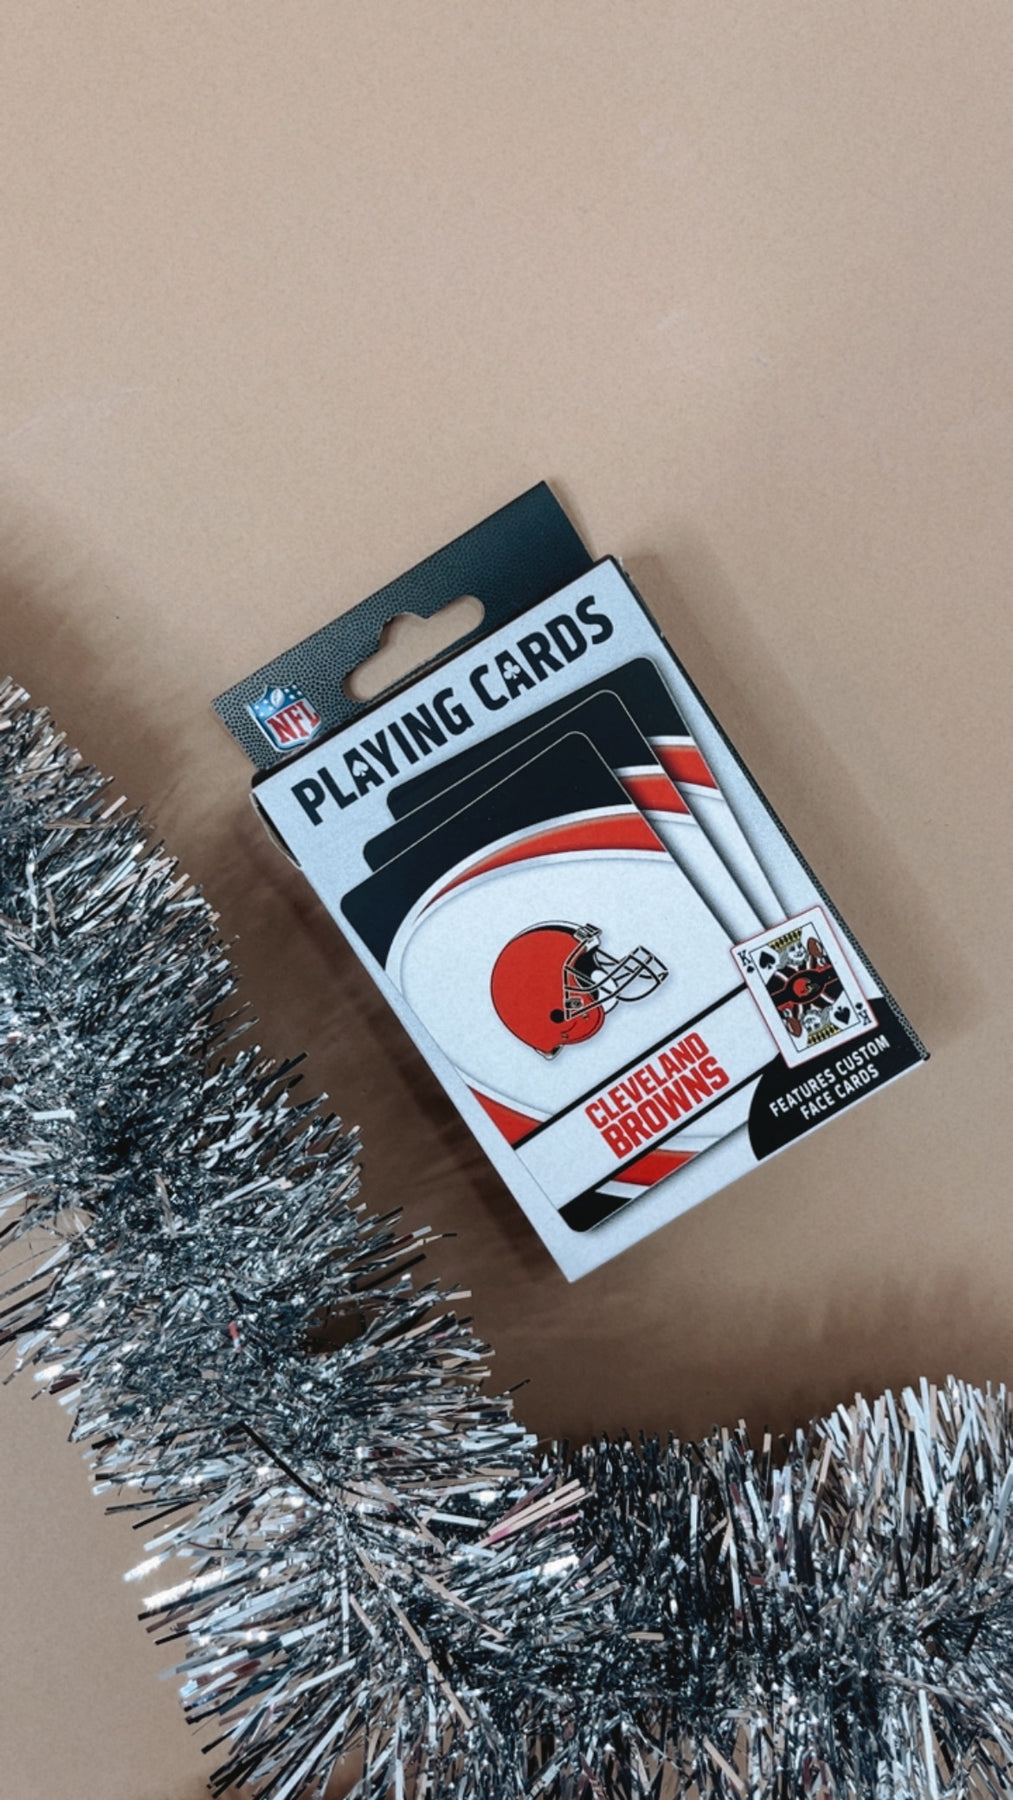 NFL
PLAYING CARDS
K
CLEVELAND
BROWNS
K
FEATURES CUSTOM
FACE CARDS